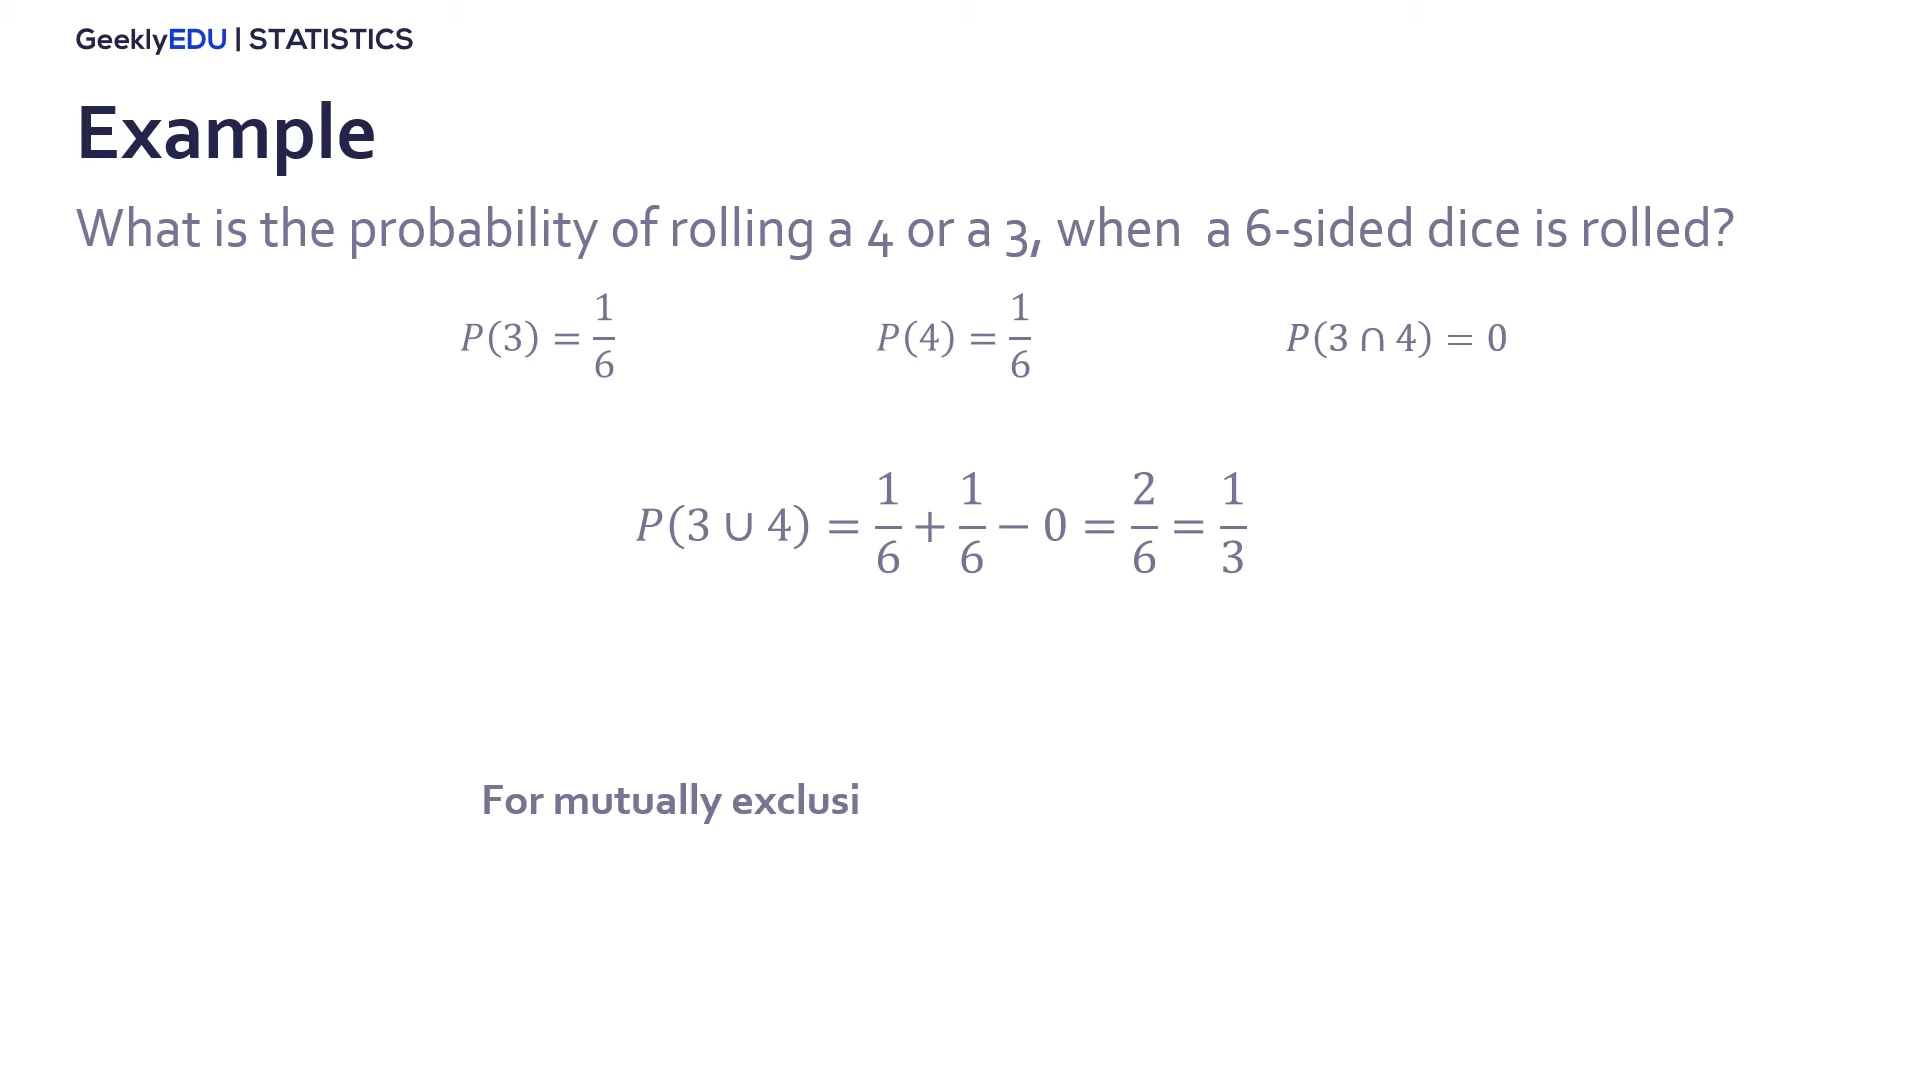 GeeklyEDU | STATISTICS
Example
What is the probability of rolling a 4 or a 3, when a 6-sided dice is rolled?
P(3) = 1/6 P(4) = 1/6 P(3 ∩ 4) = 0
P(3 ∪ 4) = 1/6 + 1/6 − 0 = 2/6 = 1/3
For mutually exclusi